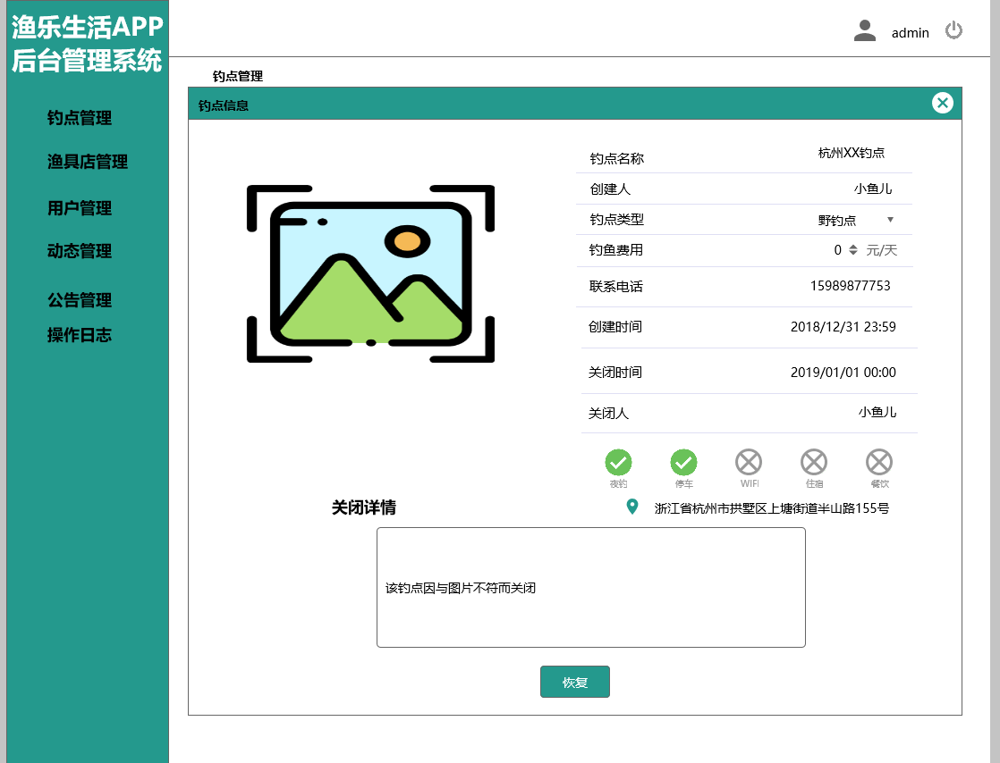 渔乐生活APP
后台管理系统
admin
钓点管理
渔具店管理
用户管理
动态管理
公告管理
操作日志
钓点管理
钓点信息
钓点名称 杭州XX钓点
创建人 小鱼儿
钓点类型 野钓点
钓鱼费用 0 元/天
联系电话 15989877753
创建时间 2018/12/31 23:59
关闭时间 2019/01/01 00:00
关闭人 小鱼儿
夜钓 停车 WIFI 住宿 餐饮
浙江省杭州市拱墅区上塘街道半山路155号
关闭详情
该钓点因与图片不符而关闭
恢复